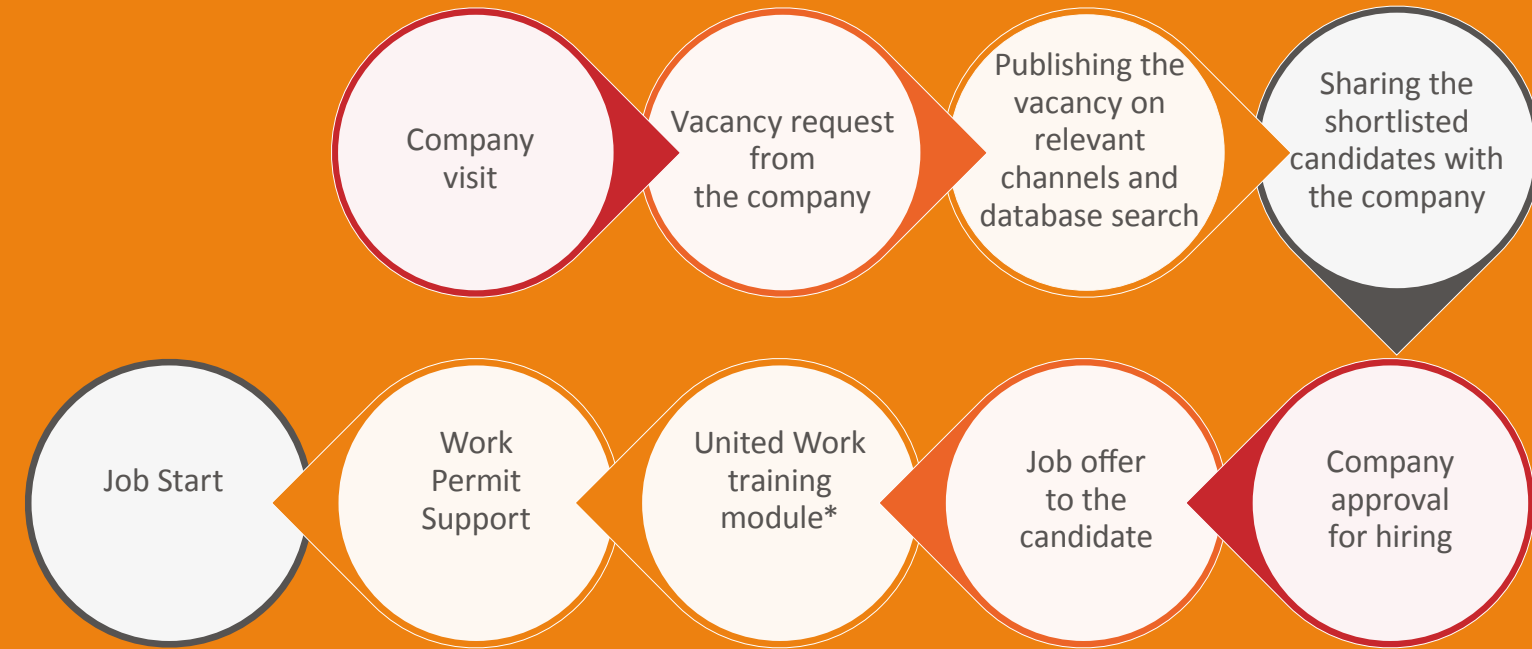 Company
visit
Vacancy request
from
the company
Publishing the
vacancy on
relevant
channels and
database search
Sharing the
shortlisted
candidates with
the company
Company
approval
for hiring
Job offer
to the
candidate
United Work
training
module*
Work
Permit
Support
Job Start